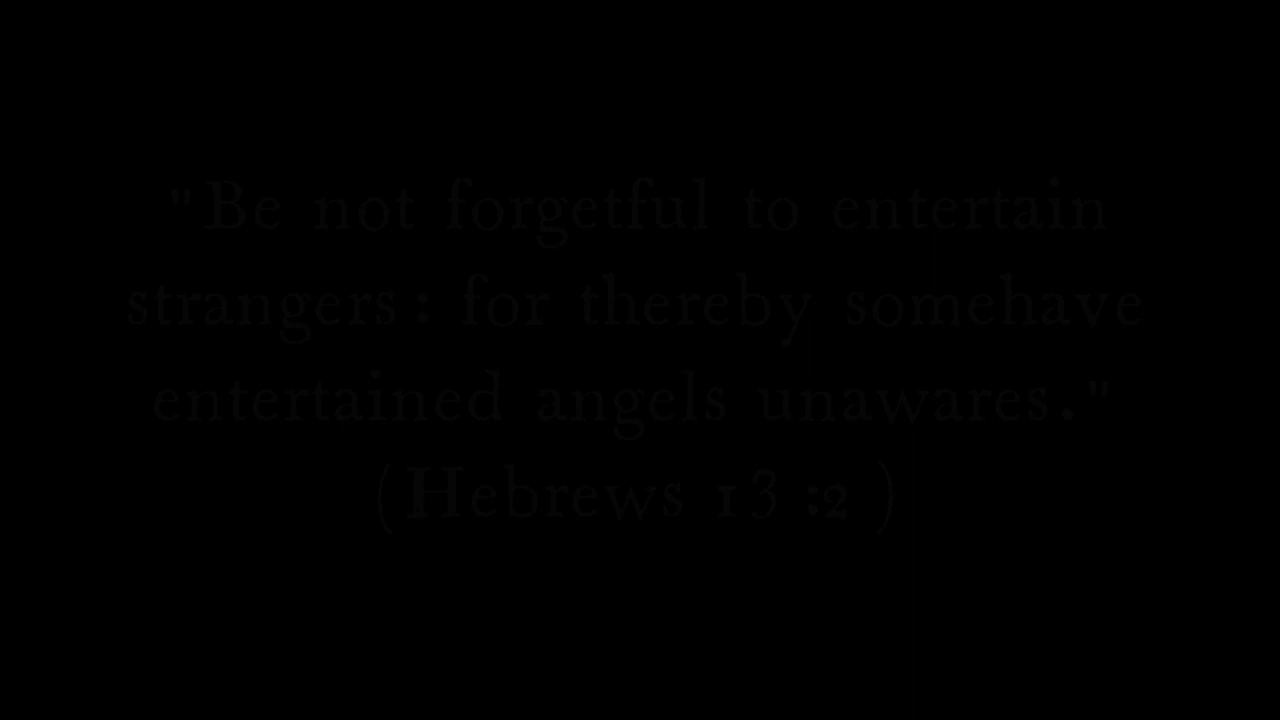 "Be not forgetful to entertain
strangers: for thereby somehave
entertained angels unawares."
(Hebrews 13:2)